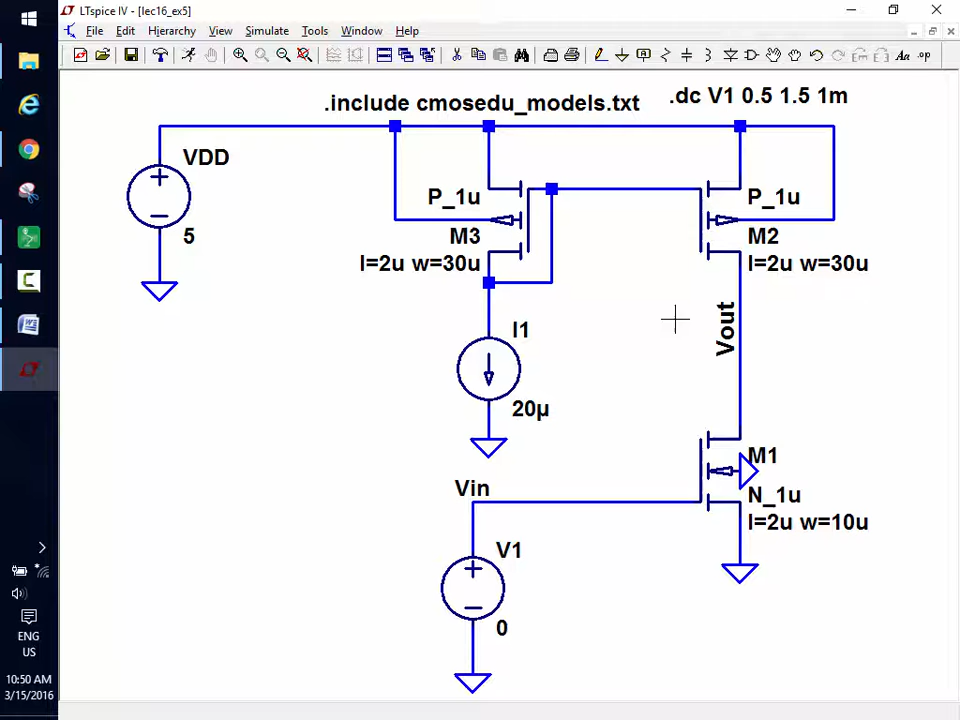 LTspice IV - [lec16_ex5]
File Edit Hierarchy View Simulate Tools Window Help
Aa .op
.include cmosedu_models.txt
.dc V1 0.5 1.5 1m
VDD
5
P_1u
M3
l=2u w=30u
P_1u
M2
l=2u w=30u
I1
20µ
Vout
Vin
V1
0
M1
N_1u
l=2u w=10u
ENG
US
10:50 AM
3/15/2016